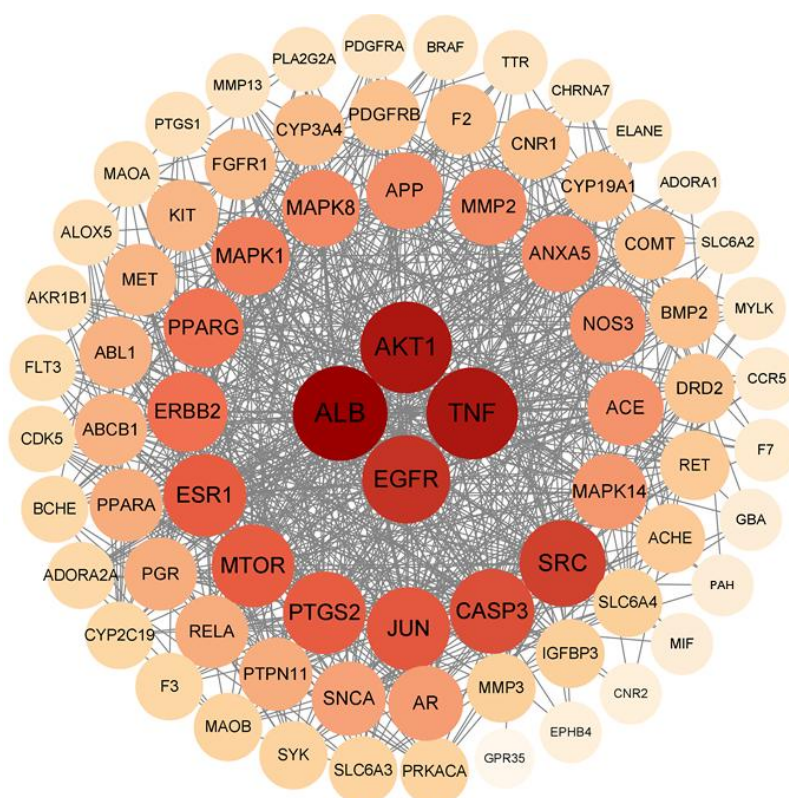 PDGFRA
BRAF
PLA2G2A
TTR
MMP13
CHRNA7
PTGS1
CYP3A4
PDGFRB
F2
CNR1
ELANE
MAOA
FGFR1
CYP19A1
ADORA1
ALOX5
KIT
MAPK8
APP
MMP2
COMT
SLC6A2
AKR1B1
MET
MAPK1
ANXA5
BMP2
MYLK
FLT3
ABL1
PPARG
AKT1
NOS3
DRD2
CCR5
CDK5
ABCB1
ERBB2
ALB
TNF
ACE
RET
F7
BCHE
PPARA
ESR1
EGFR
MAPK14
ACHE
GBA
ADORA2A
PGR
MTOR
SRC
SLC6A4
PAH
CYP2C19
RELA
PTGS2
JUN
CASP3
IGFBP3
MIF
F3
PTPN11
SNCA
AR
MMP3
CNR2
MAOB
SYK
SLC6A3
PRKACA
GPR35
EPHB4